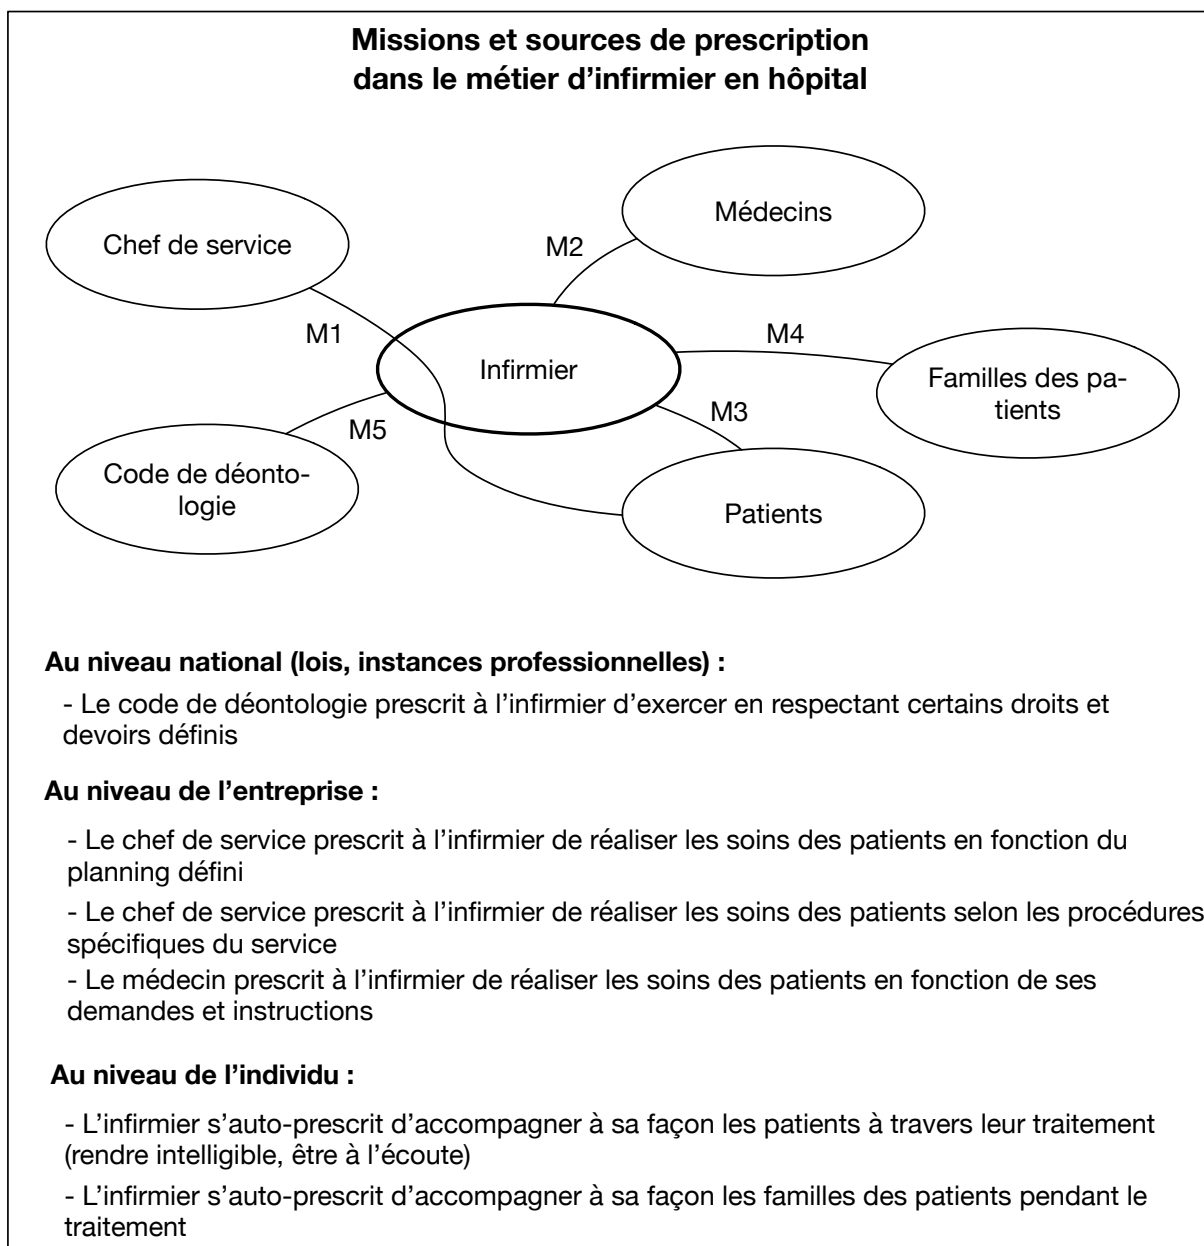 Missions et sources de prescription
dans le métier d’infirmier en hôpital
Médecins
Chef de service
M2
M1
M4
Infirmier
Familles des pa-
tients
M3
M5
Code de déonto-
logie
Patients
Au niveau national (lois, instances professionnelles) :
- Le code de déontologie prescrit à l’infirmier d’exercer en respectant certains droits et
devoirs définis
Au niveau de l’entreprise :
- Le chef de service prescrit à l’infirmier de réaliser les soins des patients en fonction du
planning défini
- Le chef de service prescrit à l’infirmier de réaliser les soins des patients selon les procédures
spécifiques du service
- Le médecin prescrit à l’infirmier de réaliser les soins des patients en fonction de ses
demandes et instructions
Au niveau de l’individu :
- L’infirmier s’auto-prescrit d’accompagner à sa façon les patients à travers leur traitement
(rendre intelligible, être à l’écoute)
- L’infirmier s’auto-prescrit d’accompagner à sa façon les familles des patients pendant le
traitement